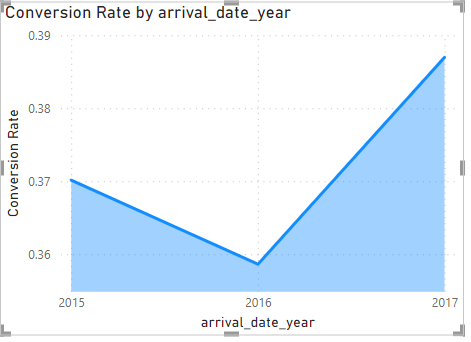 Conversion Rate by arrival_date_year
0.39
0.38
0.37
0.36
Conversion Rate
2015 2016 2017
arrival_date_year